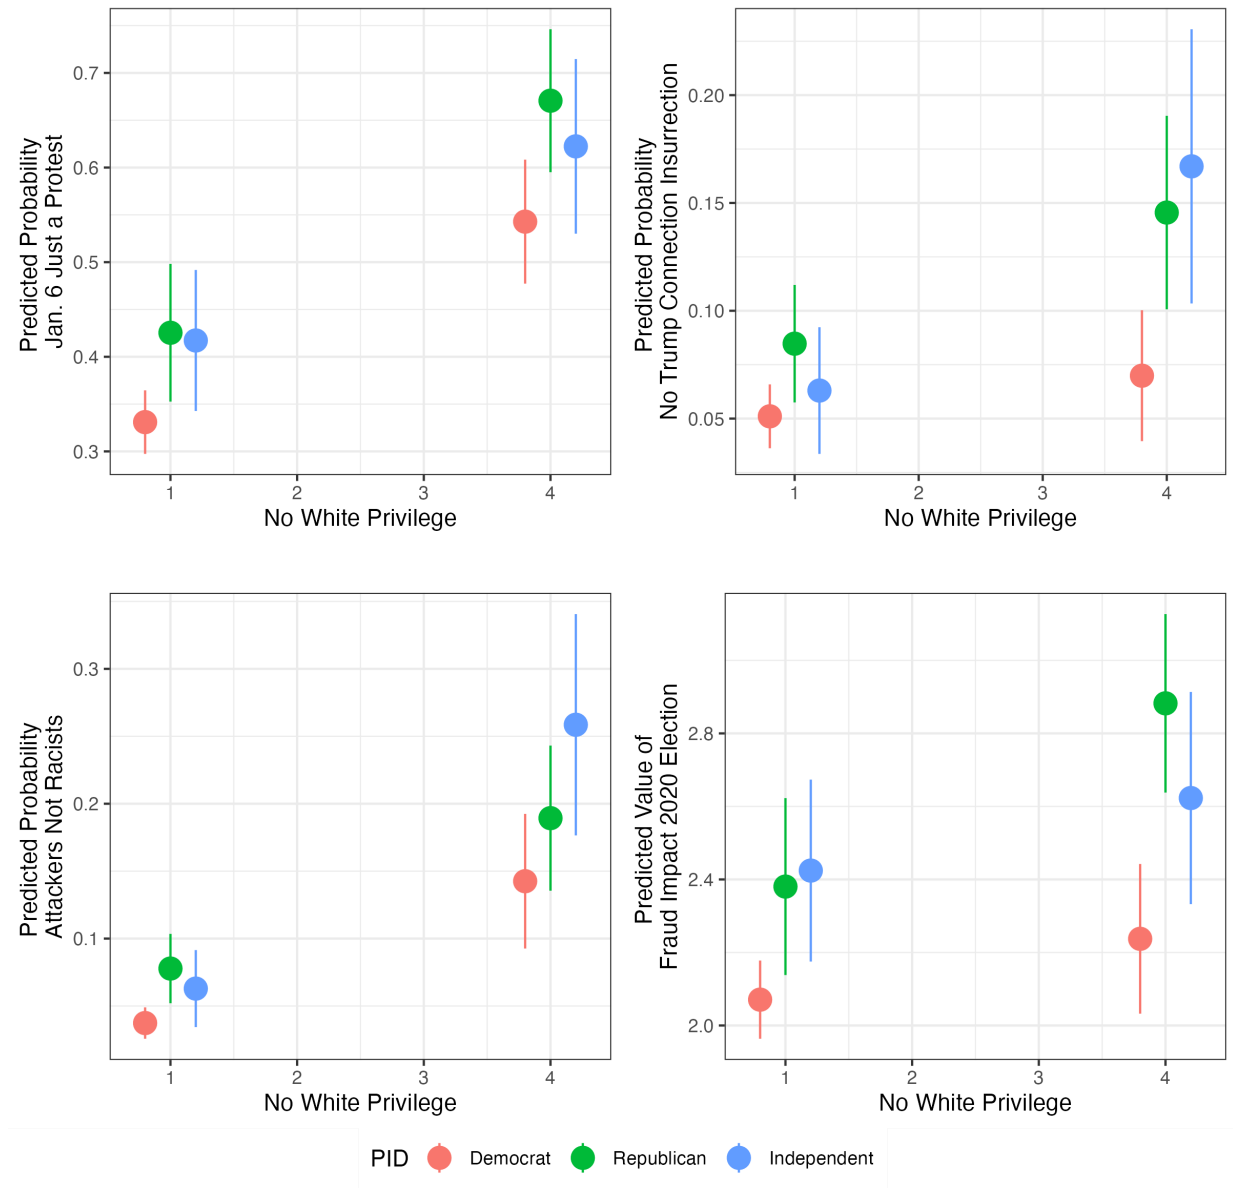 Predicted Probability
Jan. 6 Just a Protest
0.7
0.6
0.5
0.4
0.3
1 2 3 4
No White Privilege
Predicted Probability
No Trump Connection Insurrection
0.20
0.15
0.10
0.05
1 2 3 4
No White Privilege
Predicted Probability
Attackers Not Racists
0.3
0.2
0.1
1 2 3 4
No White Privilege
Predicted Value of
Fraud Impact 2020 Election
2.8
2.4
2.0
1 2 3 4
No White Privilege
PID Democrat Republican Independent